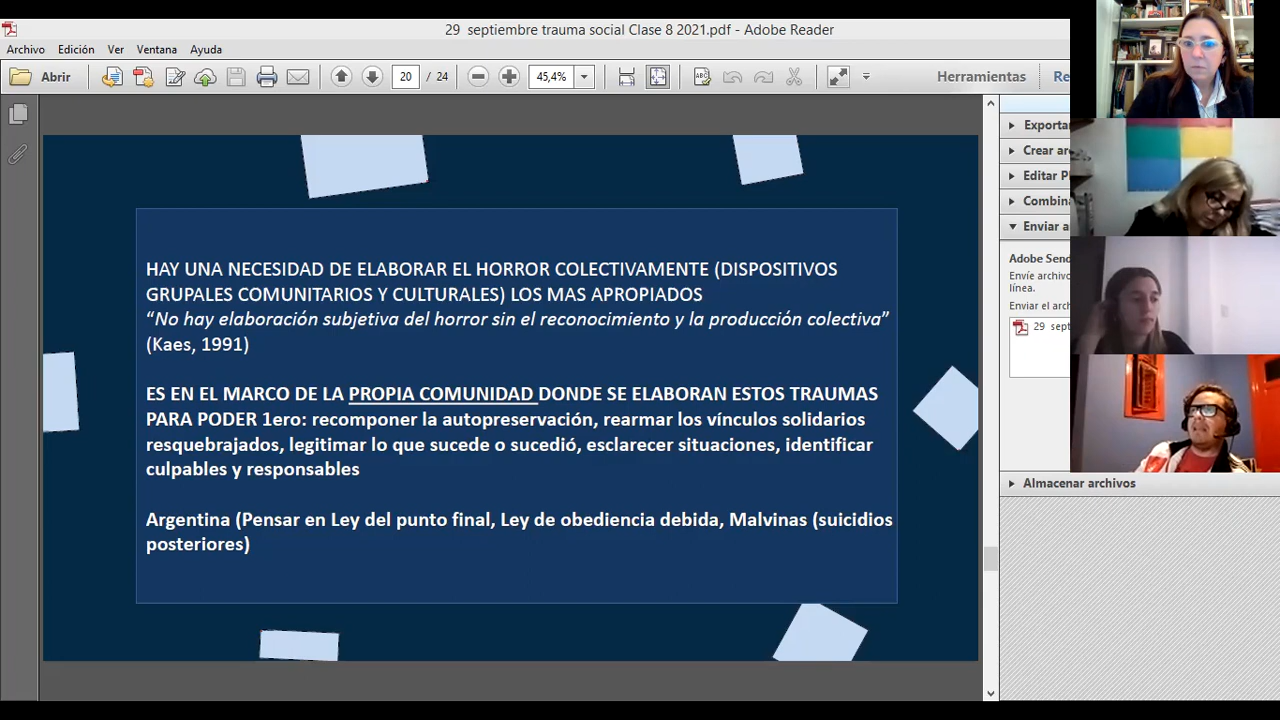 29 septiembre trauma social Clase 8 2021.pdf - Adobe Reader
Archivo Edición Ver Ventana Ayuda
Abrir 20 / 24 45,4% Herramientas
HAY UNA NECESIDAD DE ELABORAR EL HORROR COLECTIVAMENTE (DISPOSITIVOS
GRUPALES COMUNITARIOS Y CULTURALES) LOS MAS APROPIADOS
“No hay elaboración subjetiva del horror sin el reconocimiento y la producción colectiva”
(Kaes, 1991)
ES EN EL MARCO DE LA PROPIA COMUNIDAD DONDE SE ELABORAN ESTOS TRAUMAS
PARA PODER 1ero: recomponer la autopreservación, rearmar los vínculos solidarios
resquebrajados, legitimar lo que sucede o sucedió, esclarecer situaciones, identificar
culpables y responsables
Argentina (Pensar en Ley del punto final, Ley de obediencia debida, Malvinas (suicidios
posteriores)
Exporta
Crear ar
Editar P
Combina
Enviar a
Adobe Send
Envíe archivo
línea.
Enviar el arch
29 sept
Almacenar archivos